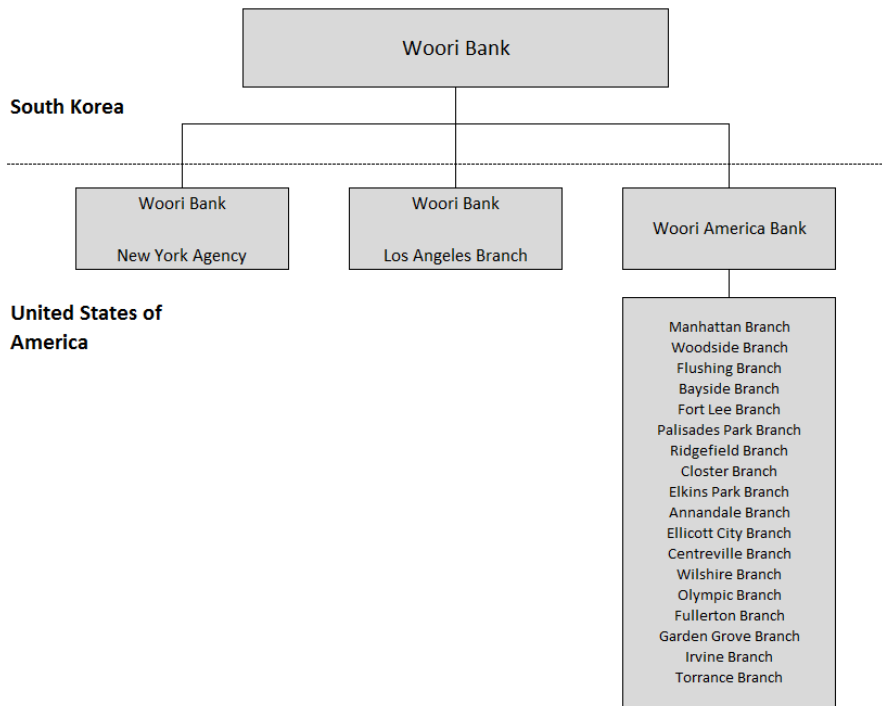 Woori Bank
South Korea
Woori Bank
New York Agency
Woori Bank
Los Angeles Branch
Woori America Bank
United States of
America
Manhattan Branch
Woodside Branch
Flushing Branch
Bayside Branch
Fort Lee Branch
Palisades Park Branch
Ridgefield Branch
Closter Branch
Elkins Park Branch
Annandale Branch
Ellicott City Branch
Centreville Branch
Wilshire Branch
Olympic Branch
Fullerton Branch
Garden Grove Branch
Irvine Branch
Torrance Branch